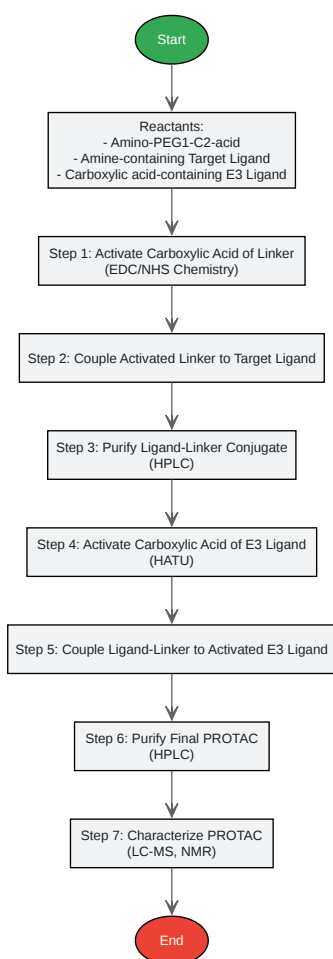 Start
Reactants:
- Amino-PEG1-C2-acid
- Amine-containing Target Ligand
- Carboxylic acid-containing E3 Ligand
Step 1: Activate Carboxylic Acid of Linker
(EDC/NHS Chemistry)
Step 2: Couple Activated Linker to Target Ligand
Step 3: Purify Ligand-Linker Conjugate
(HPLC)
Step 4: Activate Carboxylic Acid of E3 Ligand
(HATU)
Step 5: Couple Ligand-Linker to Activated E3 Ligand
Step 6: Purify Final PROTAC
(HPLC)
Step 7: Characterize PROTAC
(LC-MS, NMR)
End